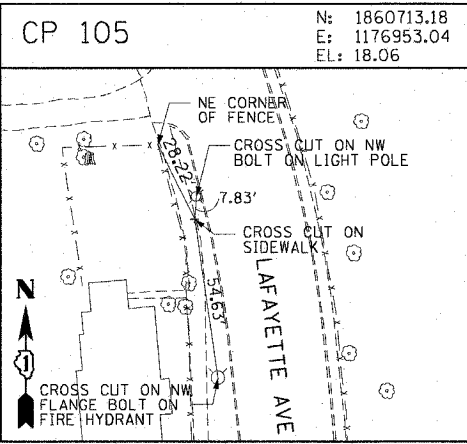 CP 105
N: 1860713.18
E: 1176953.04
EL: 18.06
NE CORNER
OF FENCE
CROSS CUT ON NW
BOLT ON LIGHT POLE
28.22'
7.83'
CROSS CUT ON
SIDEWALK
54.63'
LAFAYETTE AVE
N
1
CROSS CUT ON NW
FLANGE BOLT ON
FIRE HYDRANT